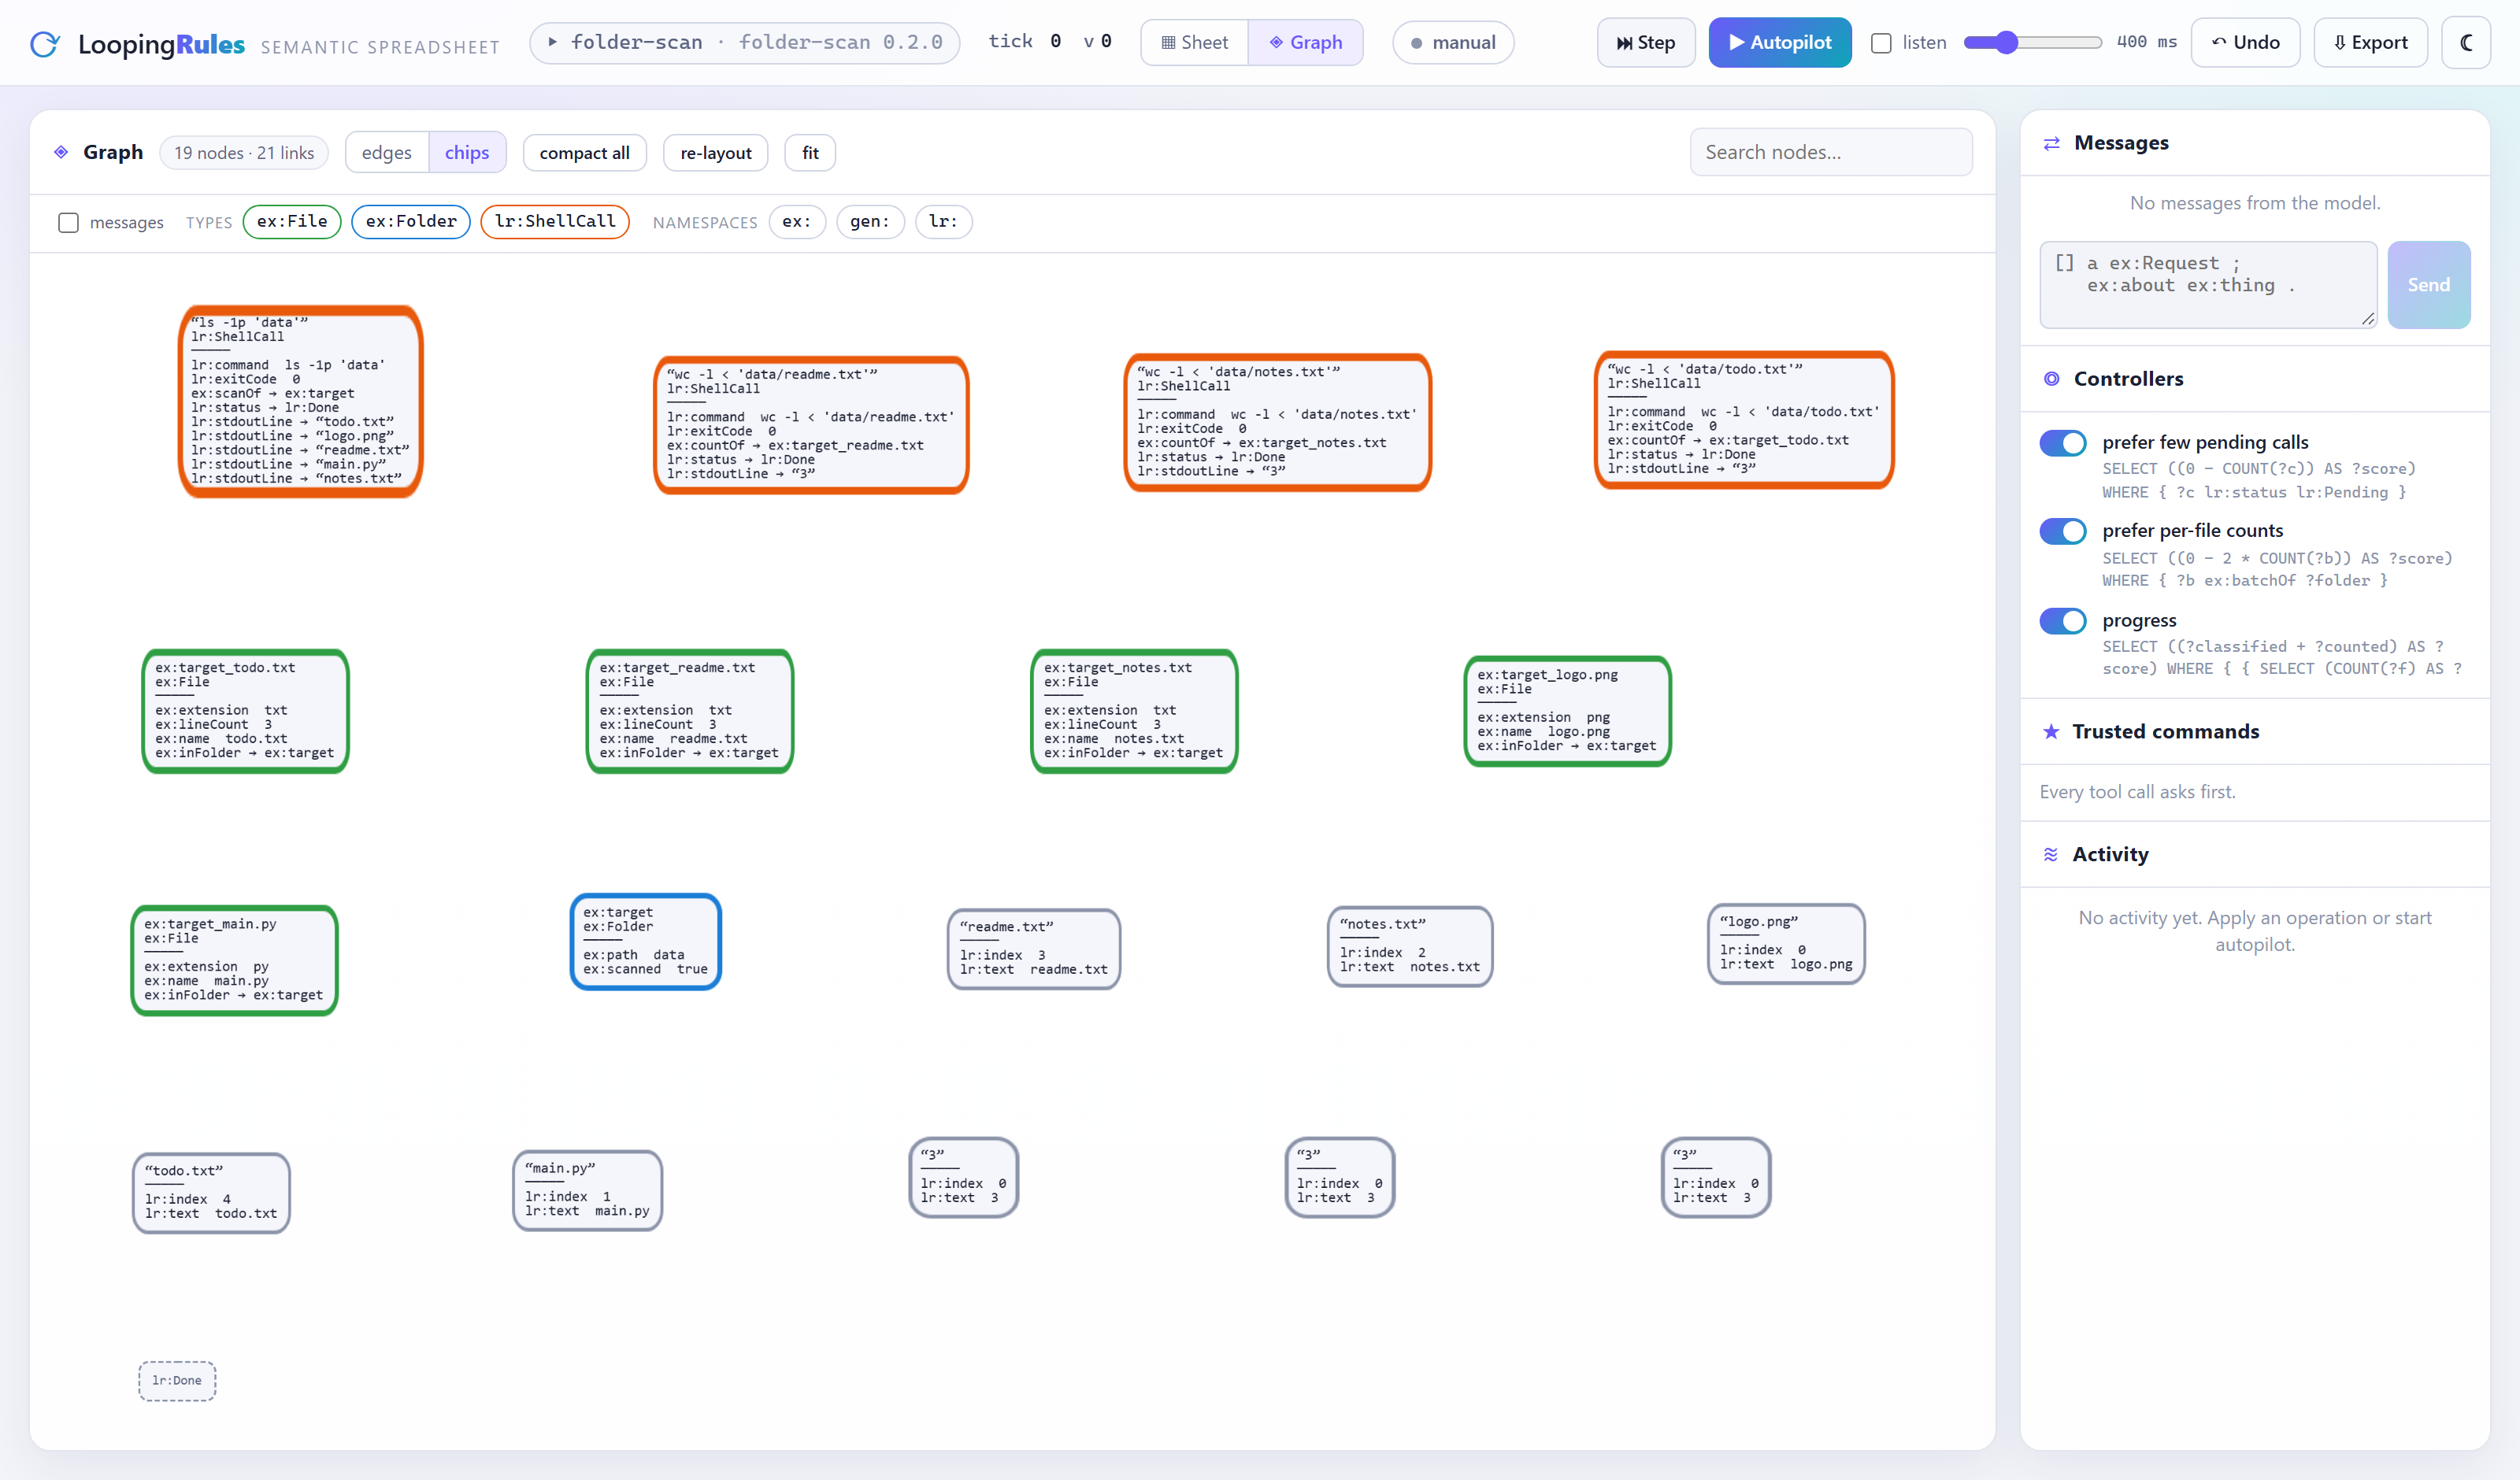 LoopingRules SEMANTIC SPREADSHEET
folder-scan · folder-scan 0.2.0
tick 0 v 0
Sheet
Graph
manual
Step
Autopilot
listen
400 ms
Undo
Export
Graph
19 nodes · 21 links
edges
chips
compact all
re-layout
fit
Search nodes...
messages
TYPES
ex:File
ex:Folder
lr:ShellCall
NAMESPACES
ex:
gen:
lr:
“ls -1p 'data'”
lr:ShellCall
lr:command ls -1p 'data'
lr:exitCode 0
ex:scanOf → ex:target
lr:status → lr:Done
lr:stdoutLine → “todo.txt”
lr:stdoutLine → “logo.png”
lr:stdoutLine → “readme.txt”
lr:stdoutLine → “main.py”
lr:stdoutLine → “notes.txt”
“wc -l < 'data/readme.txt'”
lr:ShellCall
lr:command wc -l < 'data/readme.txt'
lr:exitCode 0
ex:countOf → ex:target_readme.txt
lr:status → lr:Done
lr:stdoutLine → “3”
“wc -l < 'data/notes.txt'”
lr:ShellCall
lr:command wc -l < 'data/notes.txt'
lr:exitCode 0
ex:countOf → ex:target_notes.txt
lr:status → lr:Done
lr:stdoutLine → “3”
“wc -l < 'data/todo.txt'”
lr:ShellCall
lr:command wc -l < 'data/todo.txt'
lr:exitCode 0
ex:countOf → ex:target_todo.txt
lr:status → lr:Done
lr:stdoutLine → “3”
ex:target_todo.txt
ex:File
ex:extension txt
ex:lineCount 3
ex:name todo.txt
ex:inFolder → ex:target
ex:target_readme.txt
ex:File
ex:extension txt
ex:lineCount 3
ex:name readme.txt
ex:inFolder → ex:target
ex:target_notes.txt
ex:File
ex:extension txt
ex:lineCount 3
ex:name notes.txt
ex:inFolder → ex:target
ex:target_logo.png
ex:File
ex:extension png
ex:name logo.png
ex:inFolder → ex:target
ex:target_main.py
ex:File
ex:extension py
ex:name main.py
ex:inFolder → ex:target
ex:target
ex:Folder
ex:path data
ex:scanned true
“readme.txt”
lr:index 3
lr:text readme.txt
“notes.txt”
lr:index 2
lr:text notes.txt
“logo.png”
lr:index 0
lr:text logo.png
“todo.txt”
lr:index 4
lr:text todo.txt
“main.py”
lr:index 1
lr:text main.py
“3”
lr:index 0
lr:text 3
“3”
lr:index 0
lr:text 3
“3”
lr:index 0
lr:text 3
lr:Done
Messages
No messages from the model.
[] a ex:Request ;
ex:about ex:thing .
Send
Controllers
prefer few pending calls
SELECT ((0 - COUNT(?c)) AS ?score)
WHERE { ?c lr:status lr:Pending }
prefer per-file counts
SELECT ((0 - 2 * COUNT(?b)) AS ?score)
WHERE { ?b ex:batchOf ?folder }
progress
SELECT ((?classified + ?counted) AS ?
score) WHERE { { SELECT (COUNT(?f) AS ?
Trusted commands
Every tool call asks first.
Activity
No activity yet. Apply an operation or start
autopilot.